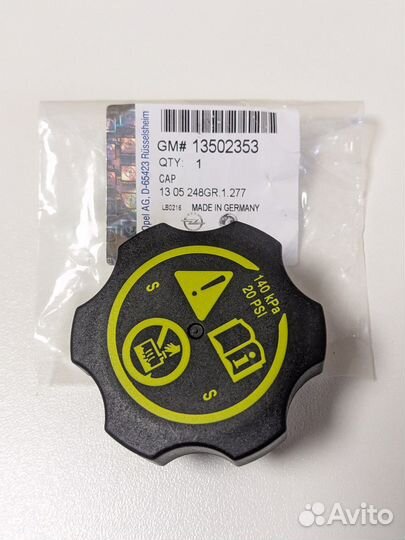 Opel AG, D-65423 Rüsselsheim
GM# 13502353
QTY: 1
CAP
13 05 248GR.1.277
LB0216 MADE IN GERMANY
140 kPa
20 PSI
S
S
Avito